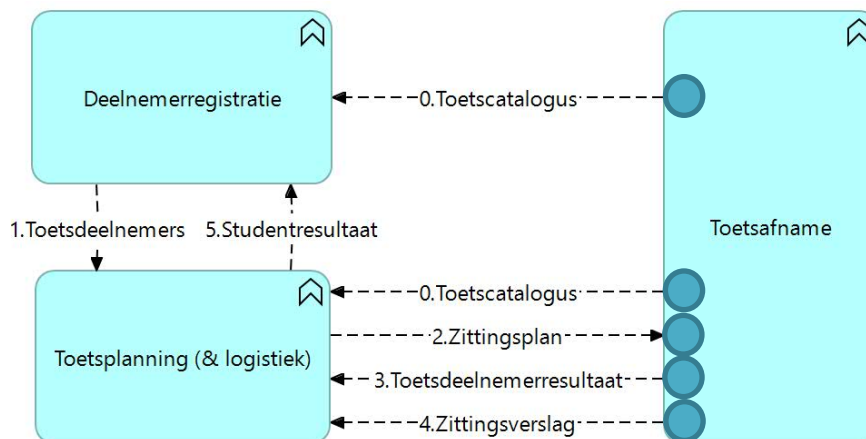 Deelnemerregistratie
0.Toetscatalogus
Toetsafname
1.Toetsdeelnemers
5.Studentresultaat
0.Toetscatalogus
2.Zittingsplan
Toetsplanning (& logistiek)
3.Toetsdeelnemerresultaat
4.Zittingsverslag